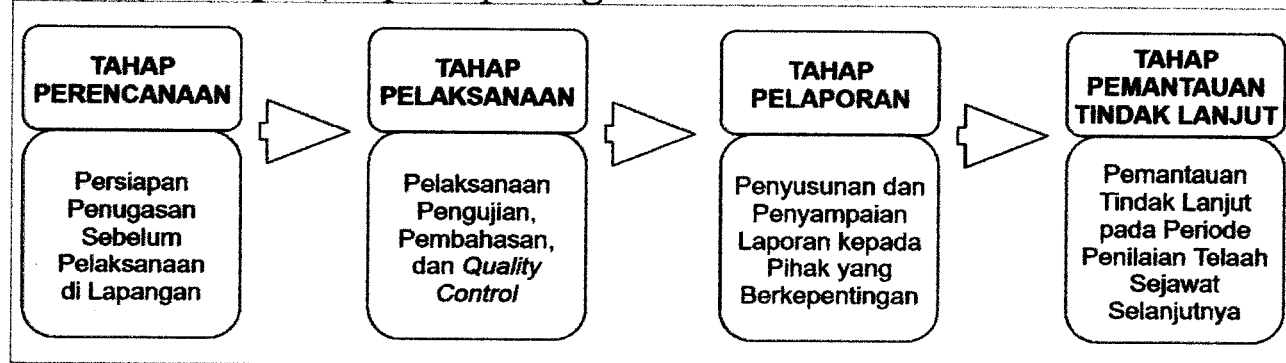 TAHAP
PERENCANAAN
Persiapan
Penugasan
Sebelum
Pelaksanaan
di Lapangan
TAHAP
PELAKSANAAN
Pelaksanaan
Pengujian,
Pembahasan,
dan Quality
Control
TAHAP
PELAPORAN
Penyusunan dan
Penyampaian
Laporan kepada
Pihak yang
Berkepentingan
TAHAP
PEMANTAUAN
TINDAK LANJUT
Pemantauan
Tindak Lanjut
pada Periode
Penilaian Telaah
Sejawat
Selanjutnya